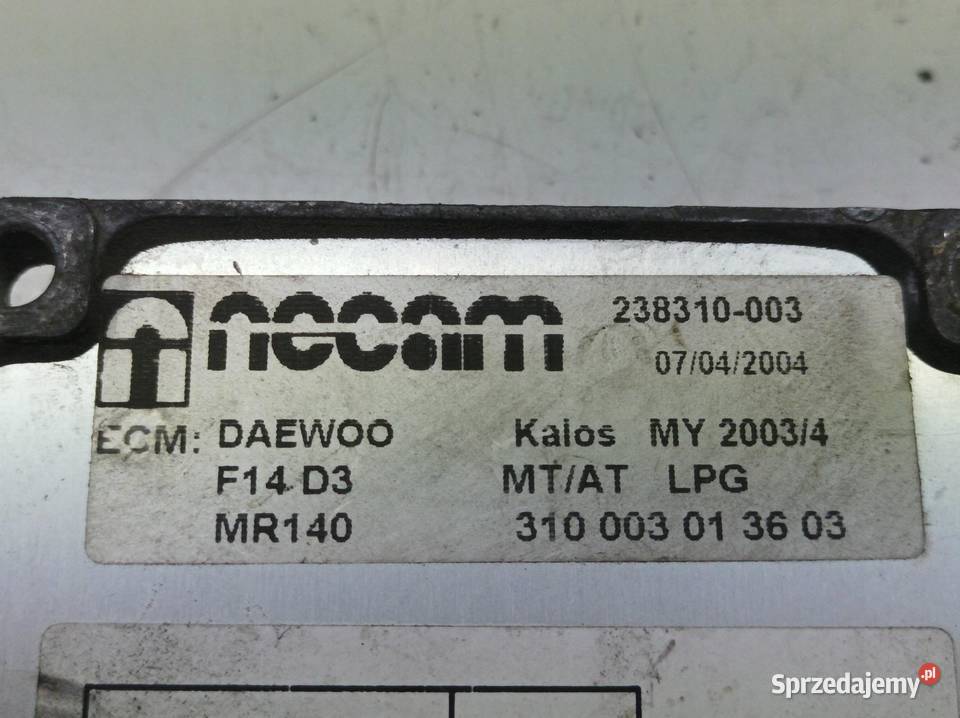 necam 238310-003
07/04/2004
ECM: DAEWOO Kalos MY 2003/4
F14 D3 MT/AT LPG
MR140 310 003 01 36 03
Sprzedajemy.pl